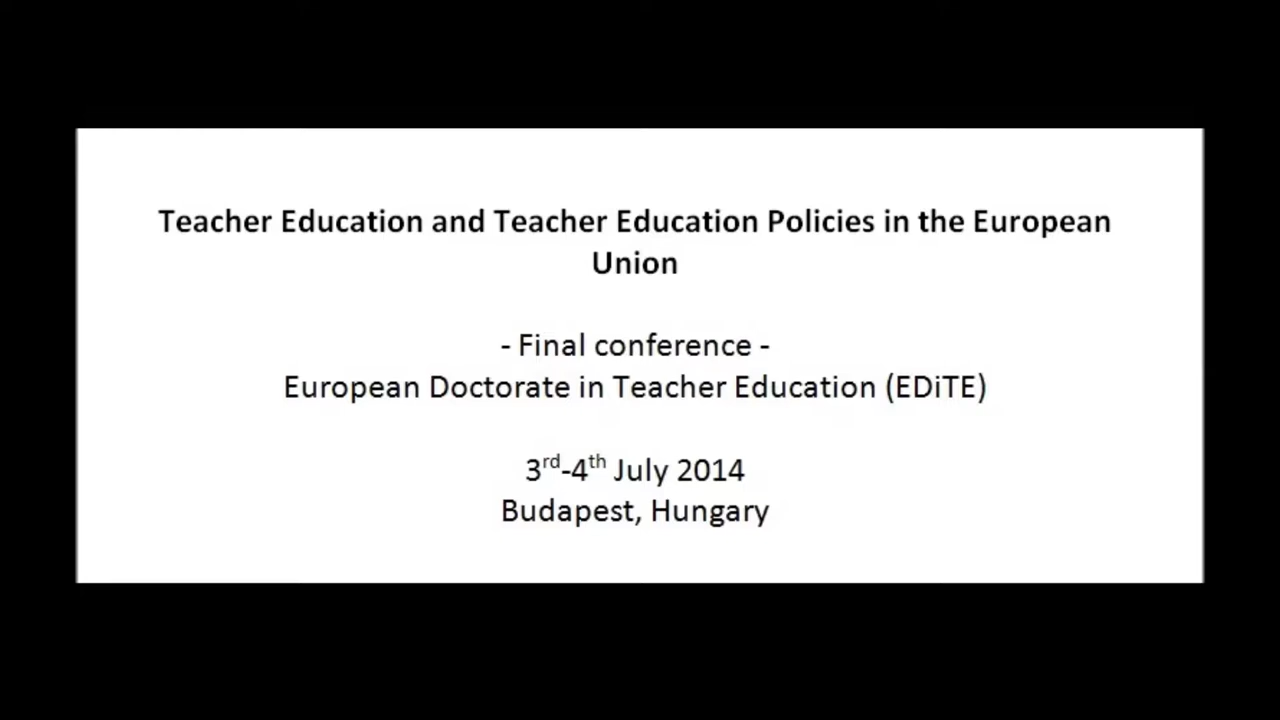 Teacher Education and Teacher Education Policies in the European
Union
- Final conference -
European Doctorate in Teacher Education (EDiTE)
3rd-4th July 2014
Budapest, Hungary